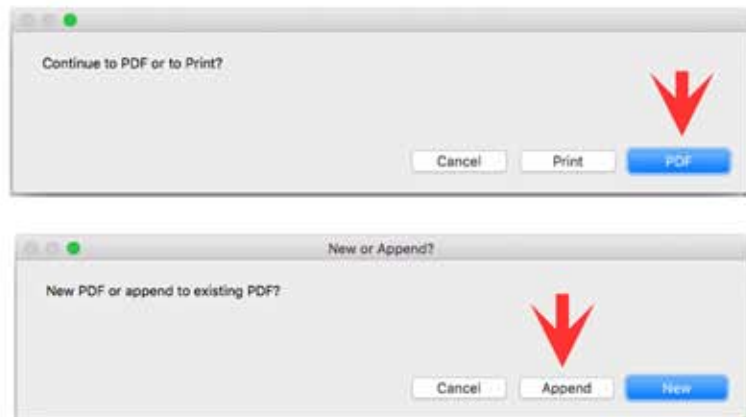 Continue to PDF or to Print?
Cancel Print PDF
New or Append?
New PDF or append to existing PDF?
Cancel Append New